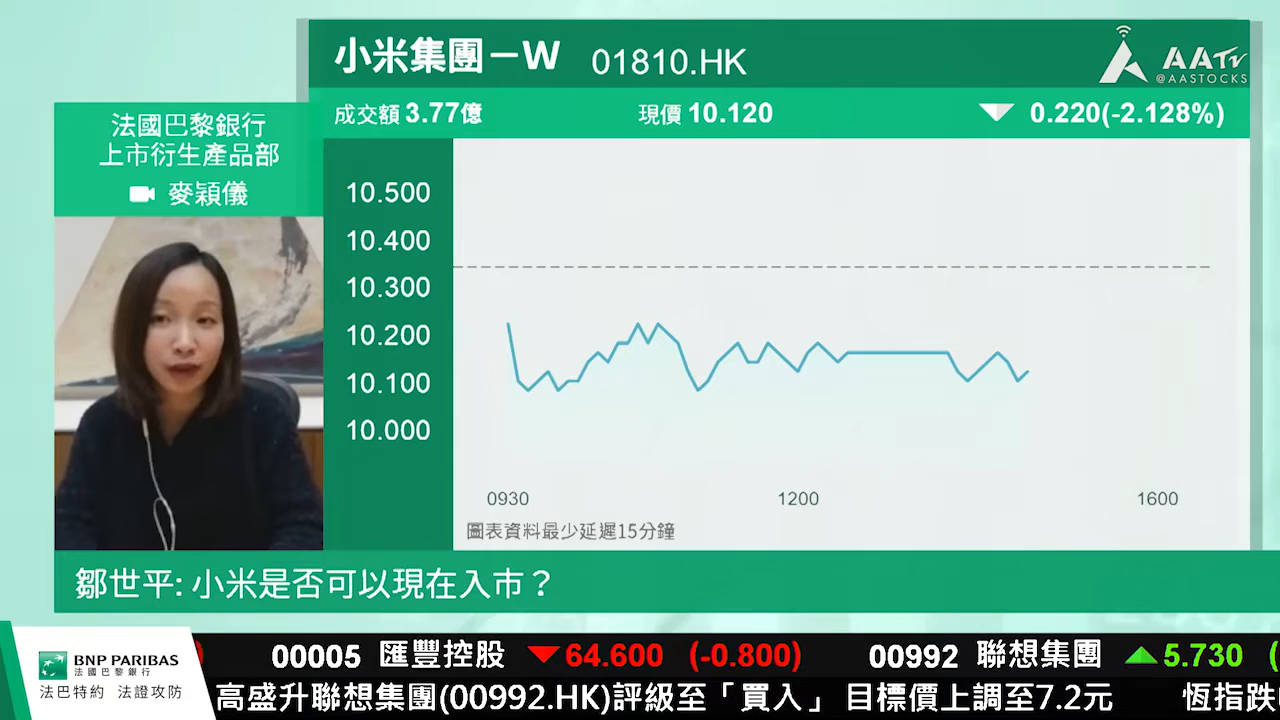 小米集團－W 01810.HK
AATV
@AASTOCKS
成交額 3.77億 現價 10.120 0.220(-2.128%)
法國巴黎銀行
上市衍生產品部
麥穎儀
10.500
10.400
10.300
10.200
10.100
10.000
0930 1200 1600
圖表資料最少延遲15分鐘
鄒世平: 小米是否可以現在入市？
BNP PARIBAS
法國巴黎銀行
法巴特約 法證攻防
00005 匯豐控股 64.600 (-0.800) 00992 聯想集團 5.730 (
高盛升聯想集團(00992.HK)評級至「買入」 目標價上調至7.2元 恆指跌